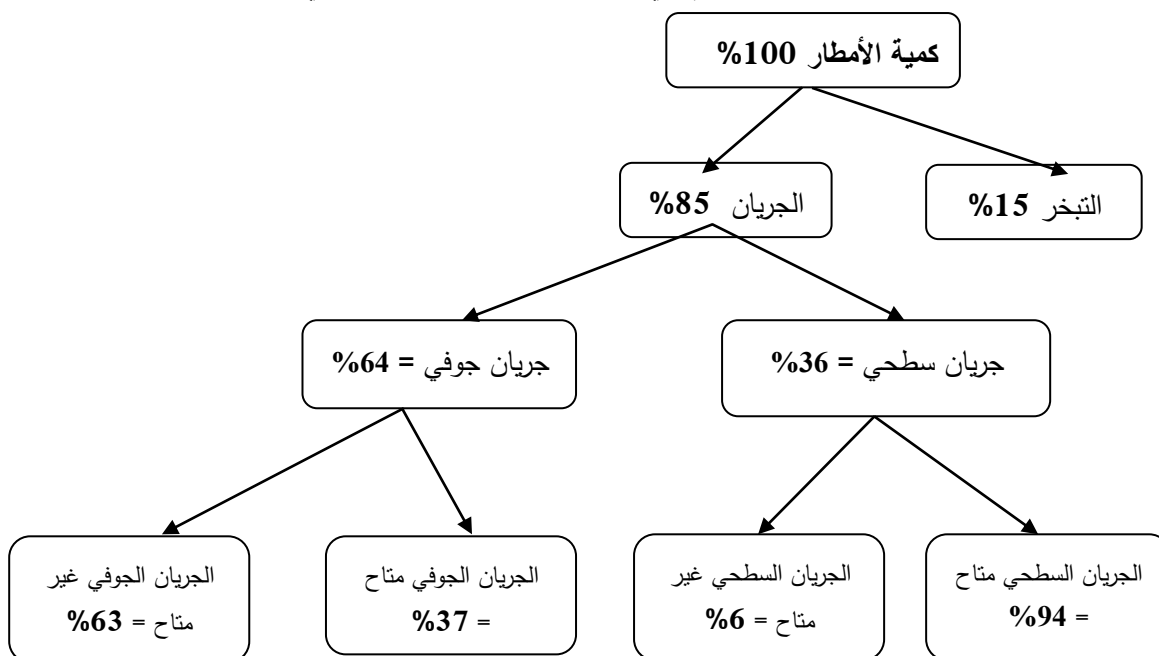 كمية الأمطار 100%
التبخر 15%
الجريان 85%
جريان سطحي = 36%
جريان جوفي = 64%
الجريان السطحي متاح
= 94%
الجريان السطحي غير
متاح = 6%
الجريان الجوفي متاح
= 37%
الجريان الجوفي غير
متاح = 63%